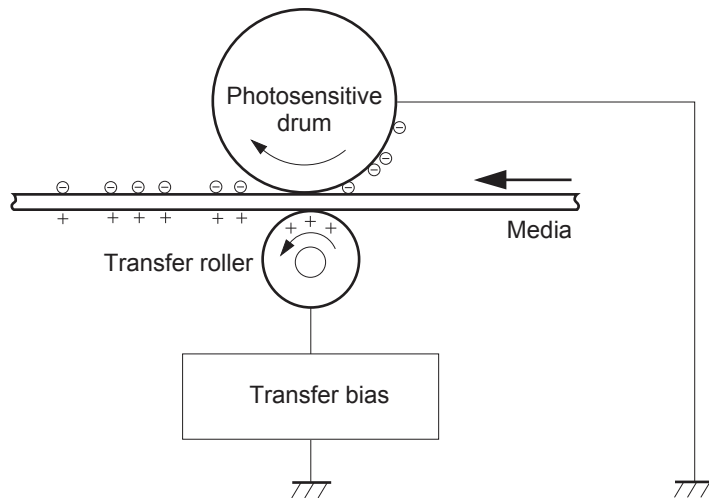 Photosensitive
drum
Media
Transfer roller
Transfer bias